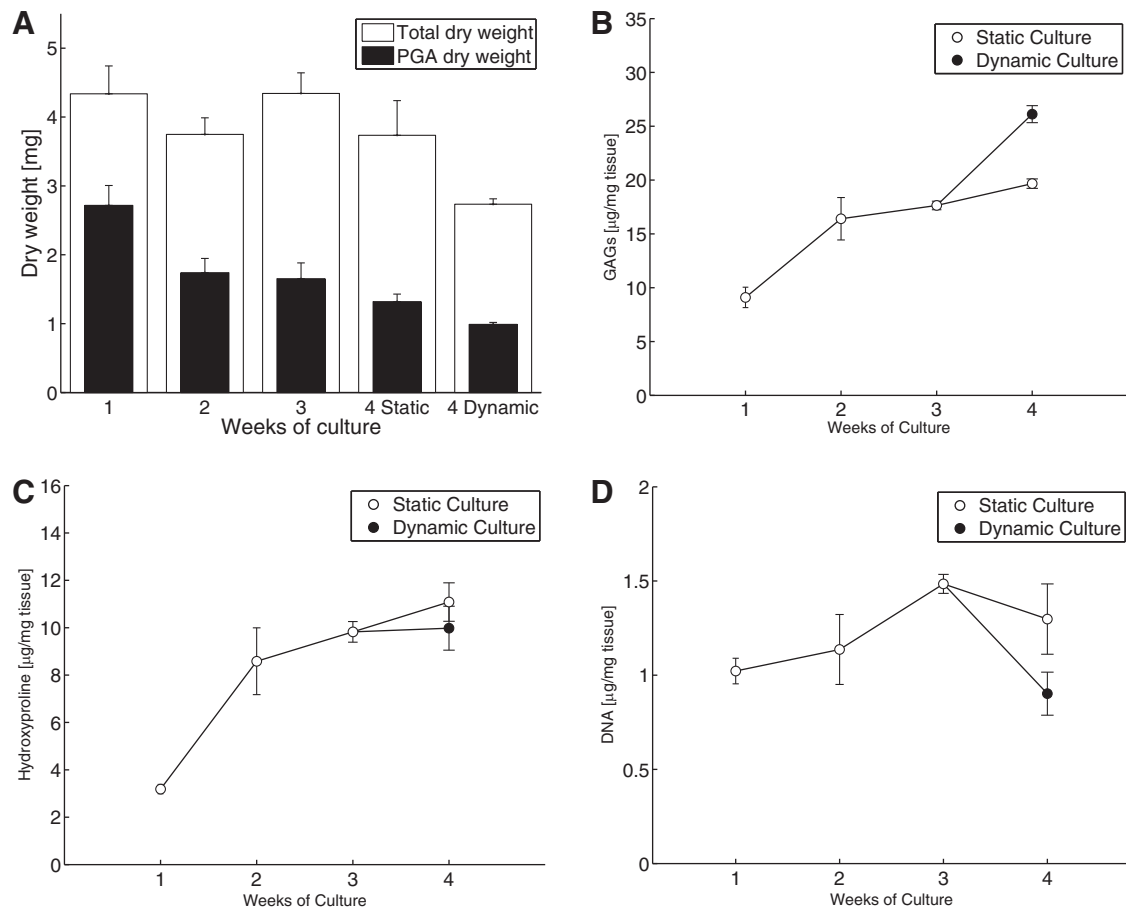 A
Total dry weight
PGA dry weight
5
4
3
2
1
0
Dry weight [mg]
1 2 3 4 Static 4 Dynamic
Weeks of culture
B
Static Culture
Dynamic Culture
35
30
25
20
15
10
5
0
GAGs [µg/mg tissue]
1 2 3 4
Weeks of Culture
C
Static Culture
Dynamic Culture
16
14
12
10
8
6
4
2
0
Hydroxyproline [µg/mg tissue]
1 2 3 4
Weeks of Culture
D
Static Culture
Dynamic Culture
2
1.5
1
0.5
0
DNA [µg/mg tissue]
1 2 3 4
Weeks of Culture